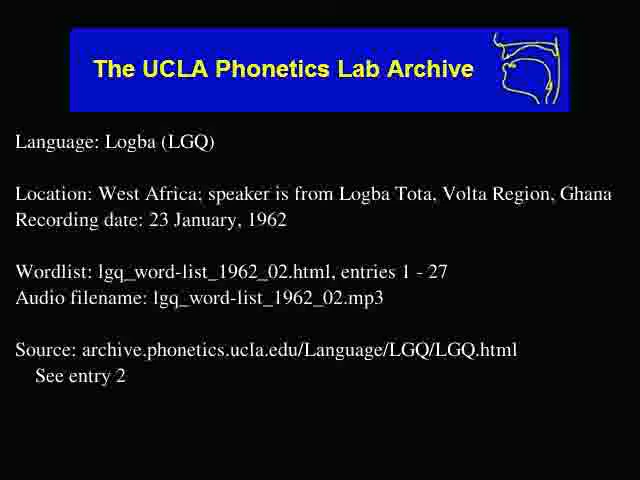 The UCLA Phonetics Lab Archive
Language: Logba (LGQ)
Location: West Africa; speaker is from Logba Tota, Volta Region, Ghana
Recording date: 23 January, 1962
Wordlist: lgq_word-list_1962_02.html, entries 1 - 27
Audio filename: lgq_word-list_1962_02.mp3
Source: archive.phonetics.ucla.edu/Language/LGQ/LGQ.html
See entry 2